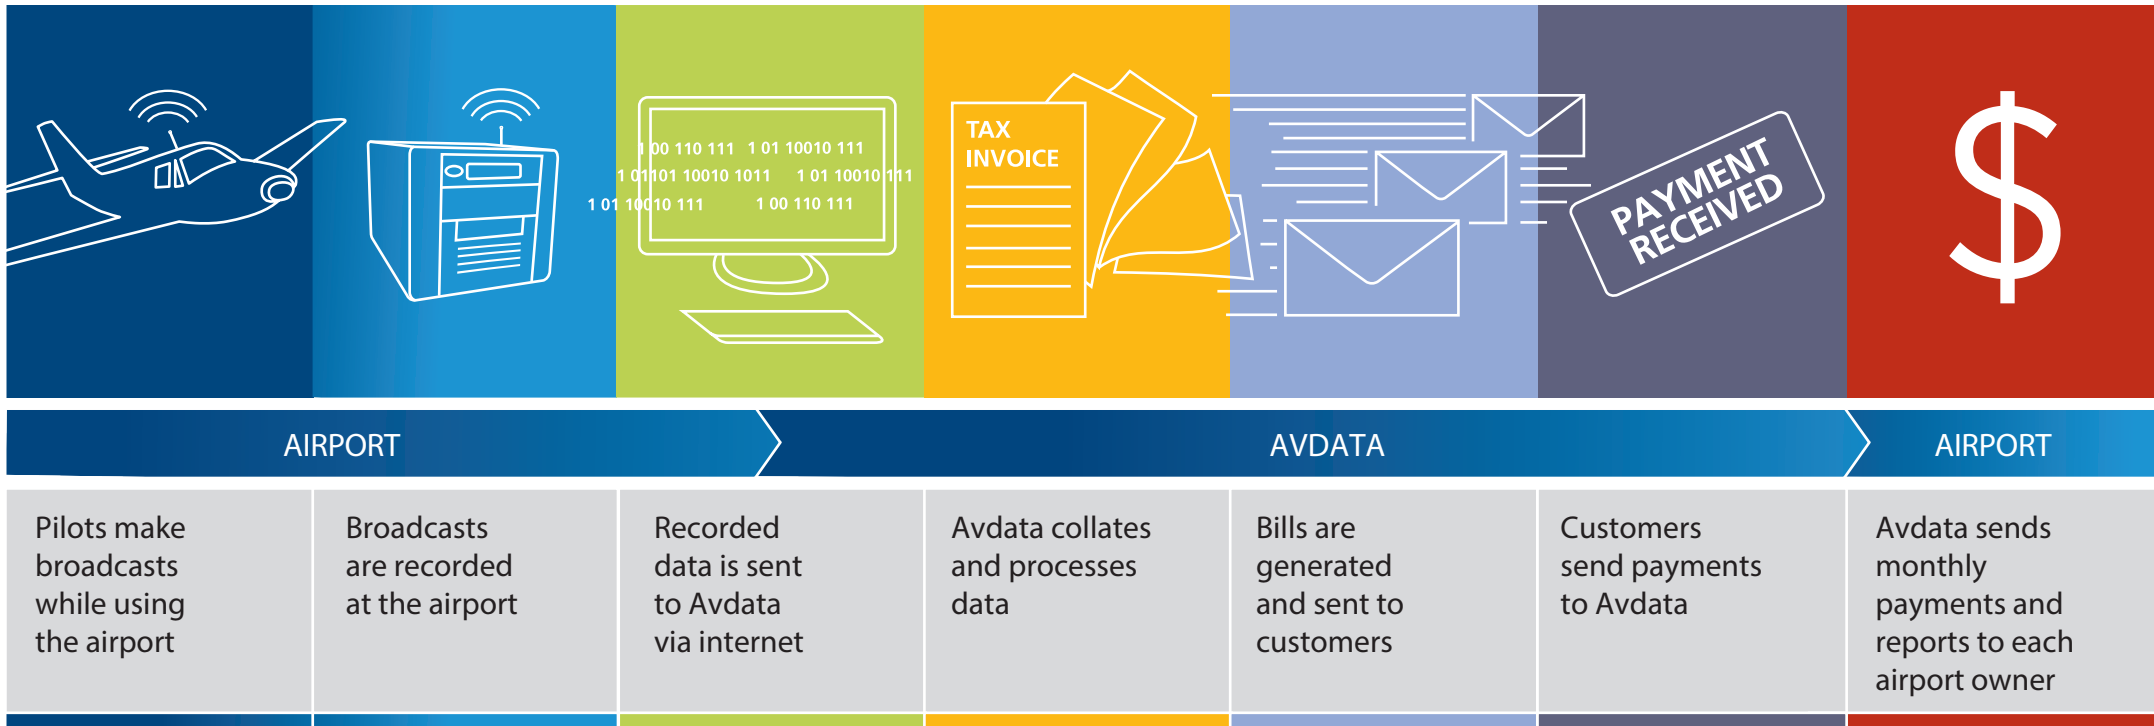 1 00 110 111 1 01 10010 111
1 01101 10010 1011 1 01 10010 111
1 01 10010 111 1 00 110 111
TAX
INVOICE
PAYMENT
RECEIVED
$
AIRPORT
AVDATA
AIRPORT
Pilots make
broadcasts
while using
the airport
Broadcasts
are recorded
at the airport
Recorded
data is sent
to Avdata
via internet
Avdata collates
and processes
data
Bills are
generated
and sent to
customers
Customers
send payments
to Avdata
Avdata sends
monthly
payments and
reports to each
airport owner